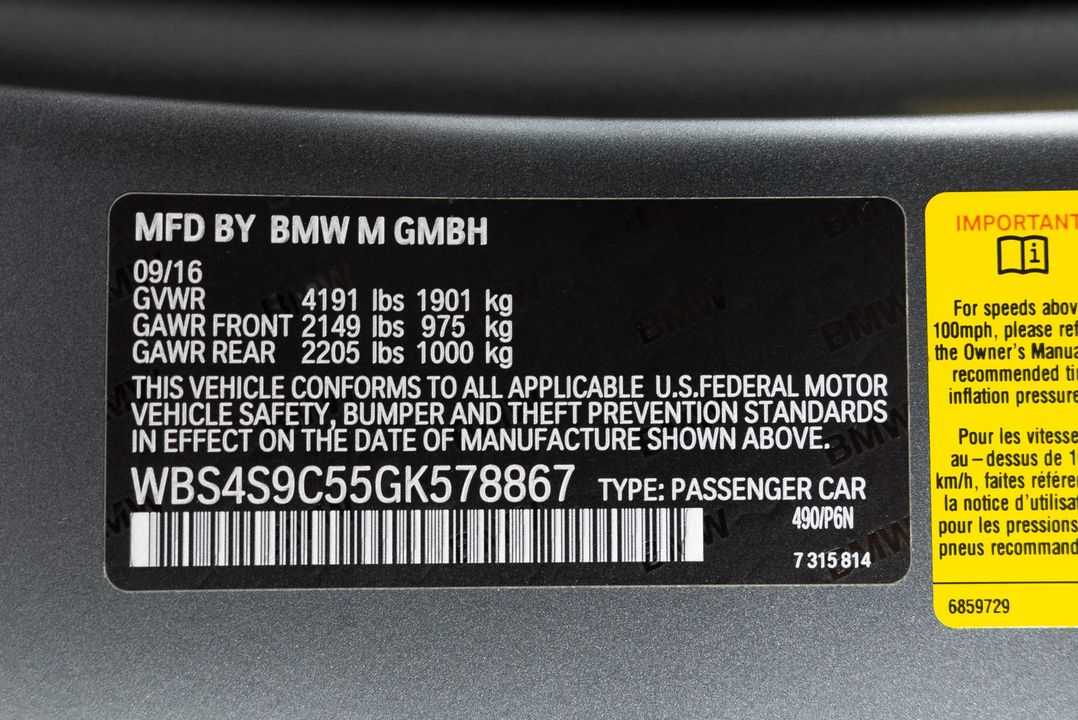 MFD BY BMW M GMBH
09/16
GVWR 4191 lbs 1901 kg
GAWR FRONT 2149 lbs 975 kg
GAWR REAR 2205 lbs 1000 kg
THIS VEHICLE CONFORMS TO ALL APPLICABLE U.S.FEDERAL MOTOR
VEHICLE SAFETY, BUMPER AND THEFT PREVENTION STANDARDS
IN EFFECT ON THE DATE OF MANUFACTURE SHOWN ABOVE.
WBS4S9C55GK578867 TYPE: PASSENGER CAR
490/P6N
7 315 814
IMPORTANT
For speeds
100mph, please
the Owner's
recommended
inflation
Pour les
au-dessus de
km/h, faites
la notice
pour les pressions
pneus
6859729